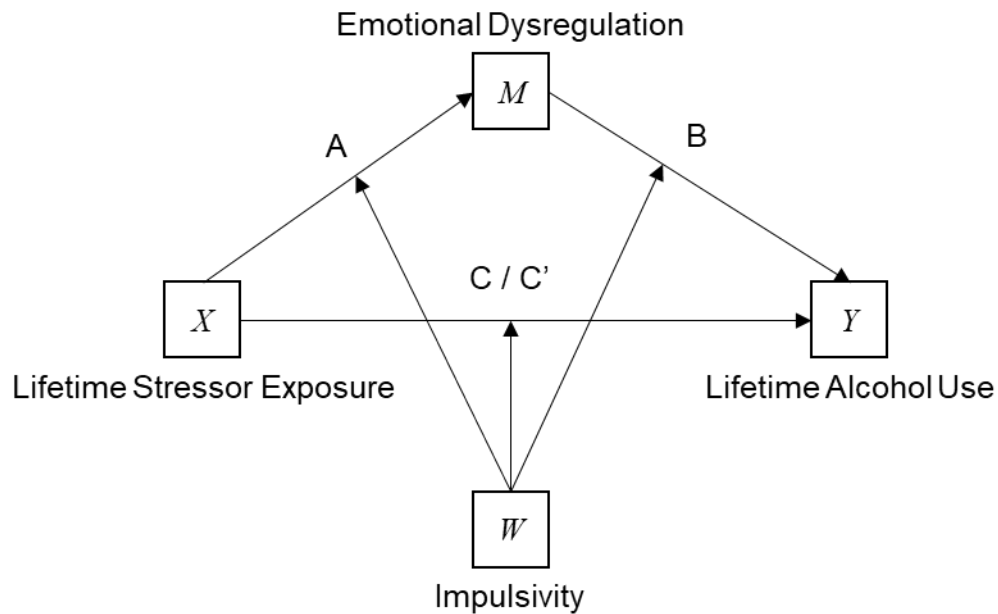 Emotional Dysregulation
M
A
B
C / C’
X
Y
Lifetime Stressor Exposure
Lifetime Alcohol Use
W
Impulsivity